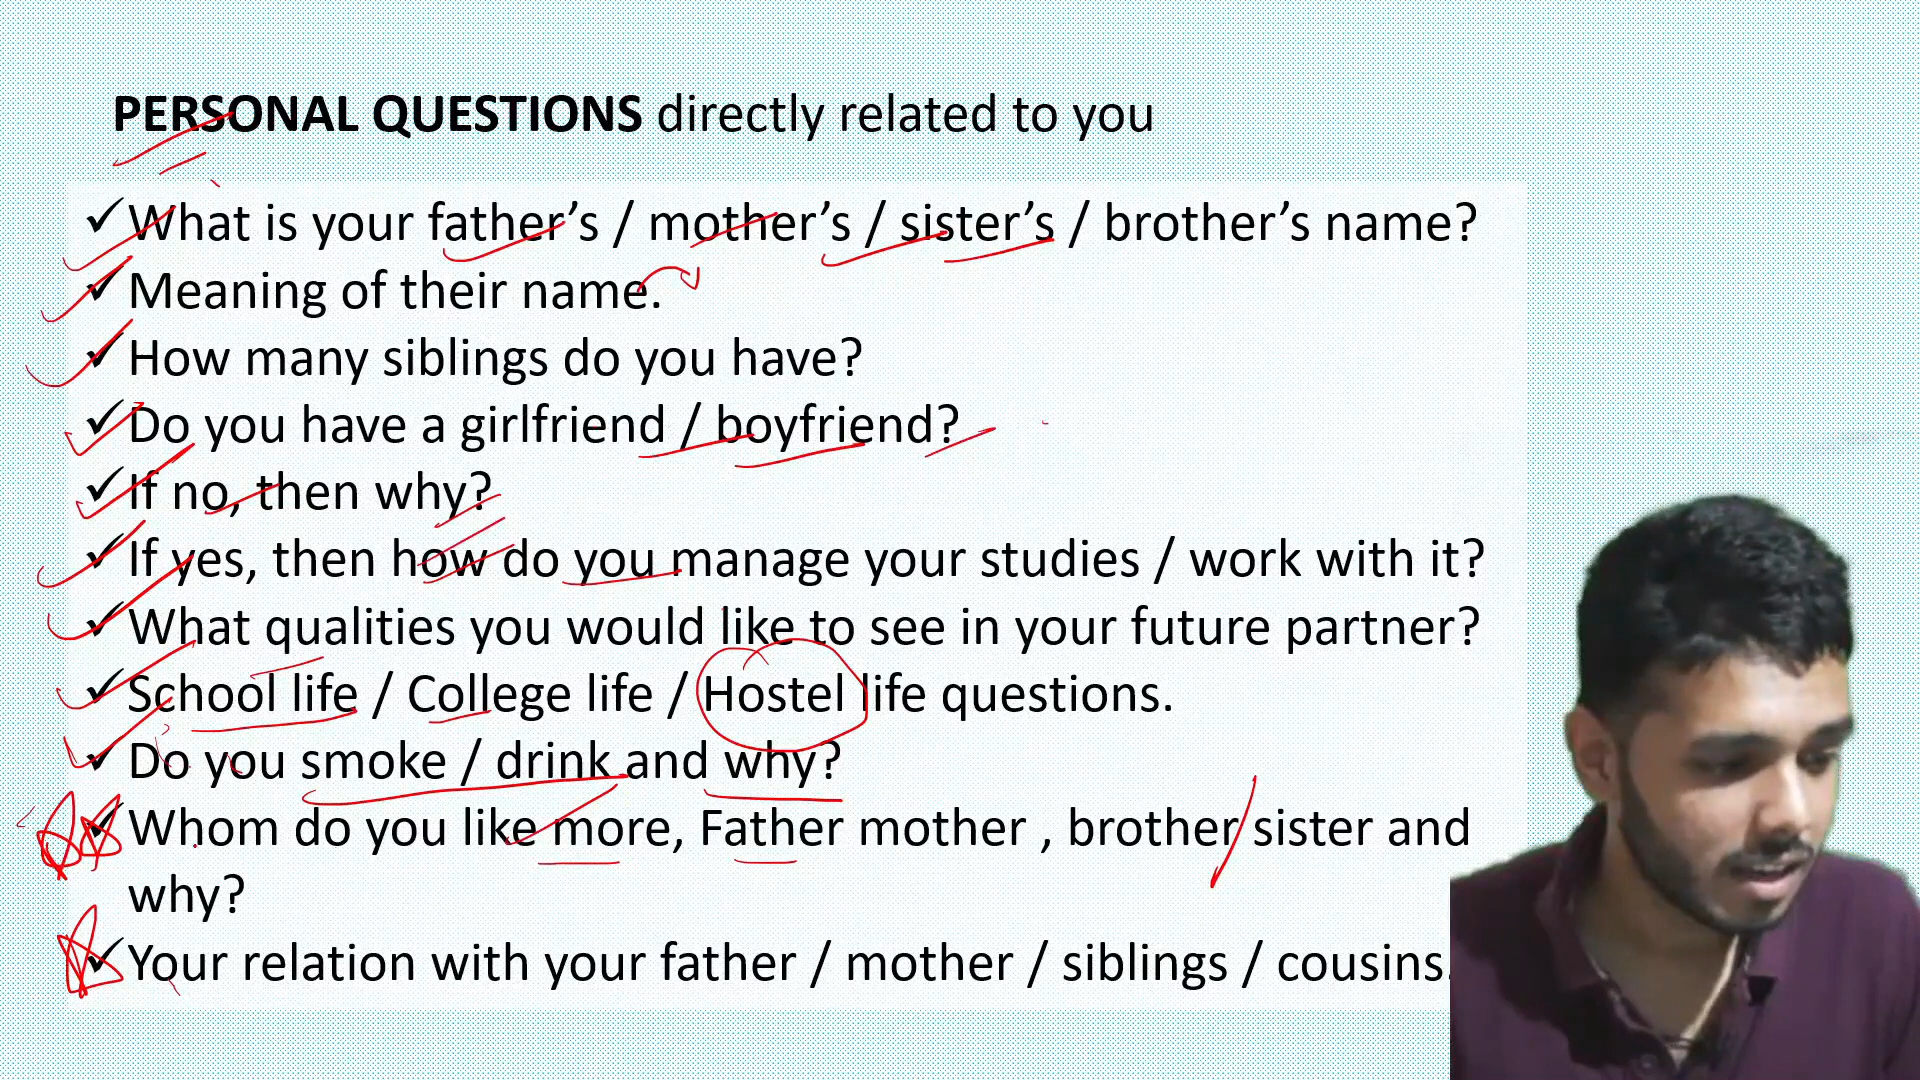 PERSONAL QUESTIONS directly related to you
✓What is your father’s / mother’s / sister’s / brother’s name?
✓Meaning of their name.
✓How many siblings do you have?
✓Do you have a girlfriend / boyfriend?
✓If no, then why?
✓If yes, then how do you manage your studies / work with it?
✓What qualities you would like to see in your future partner?
✓School life / College life / Hostel life questions.
✓Do you smoke / drink and why?
✓Whom do you like more, Father mother , brother sister and
why?
✓Your relation with your father / mother / siblings / cousins.